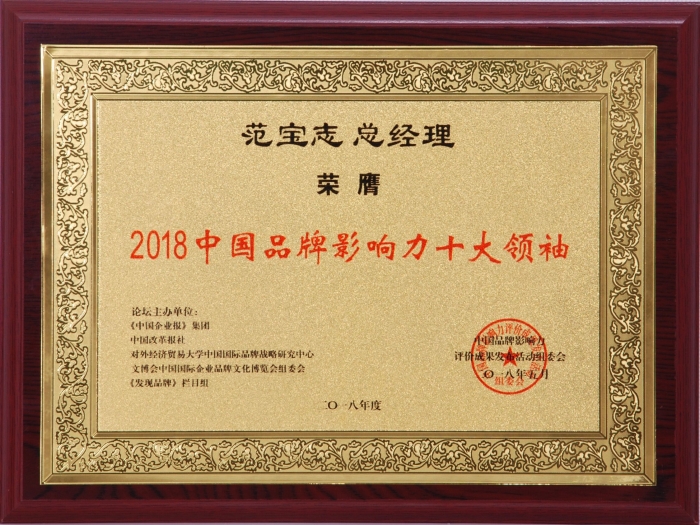 范宝志 总经理
荣膺
2018中国品牌影响力十大领袖
论坛主办单位：
《中国企业报》集团
中国改革报社
对外经济贸易大学中国国际品牌战略研究中心
文博会中国国际企业品牌文化博览会组委会
《发现品牌》栏目组
中国品牌影响力
评价成果发布活动组委会
二〇一八年五月
组委会
二〇一八年度